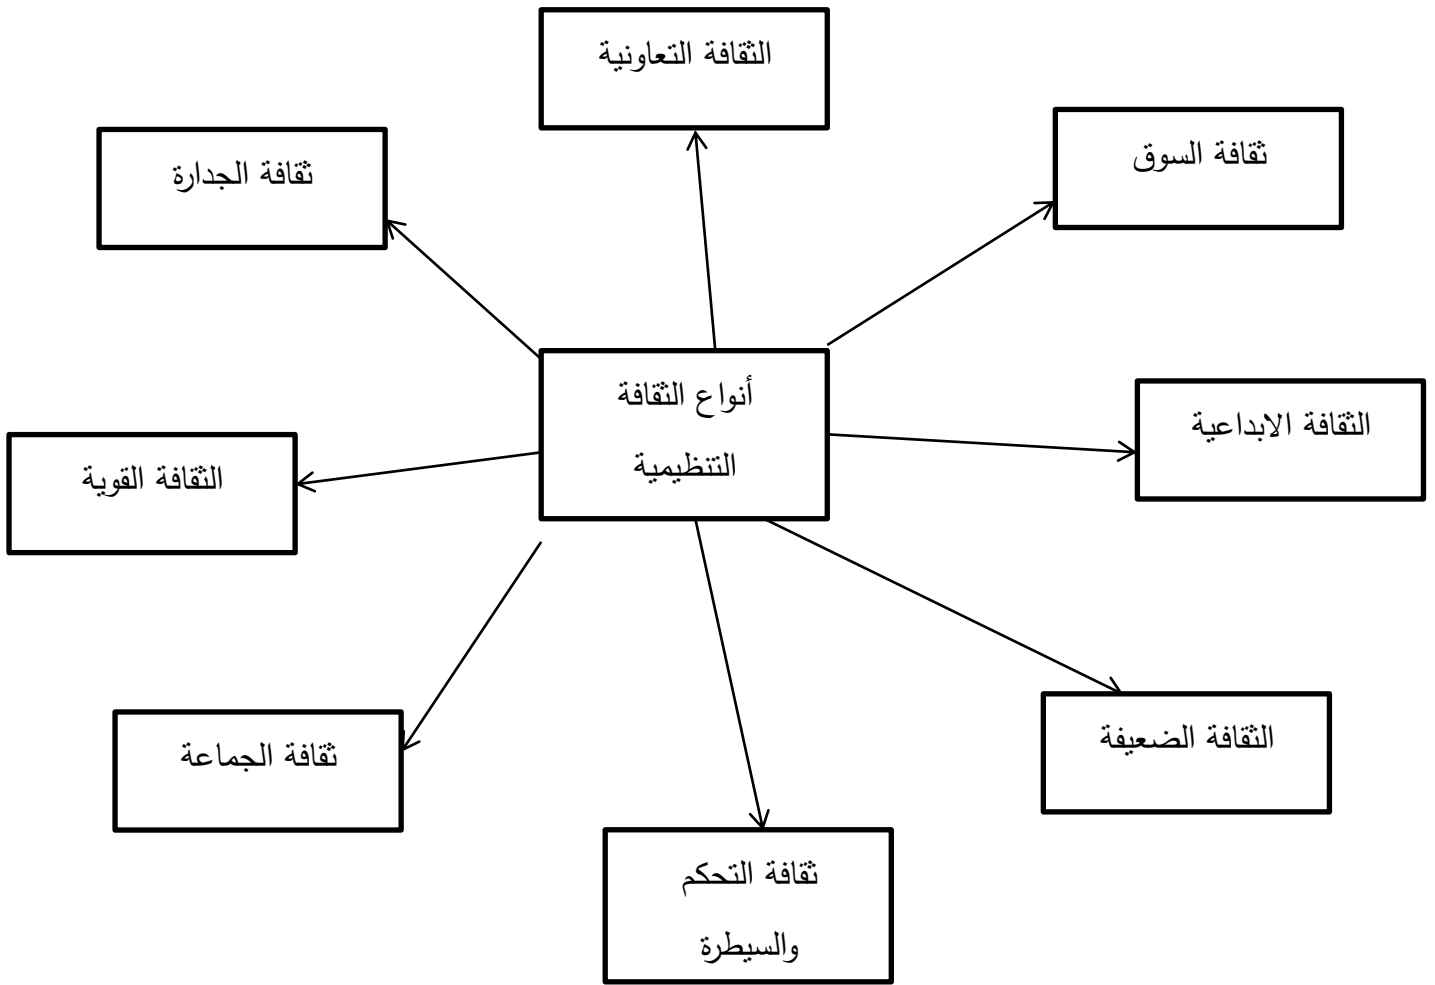 الثقافة التعاونية
ثقافة السوق
ثقافة الجدارة
أنواع الثقافة
التنظيمية
الثقافة الابداعية
الثقافة القوية
الثقافة الضعيفة
ثقافة الجماعة
ثقافة التحكم
والسيطرة